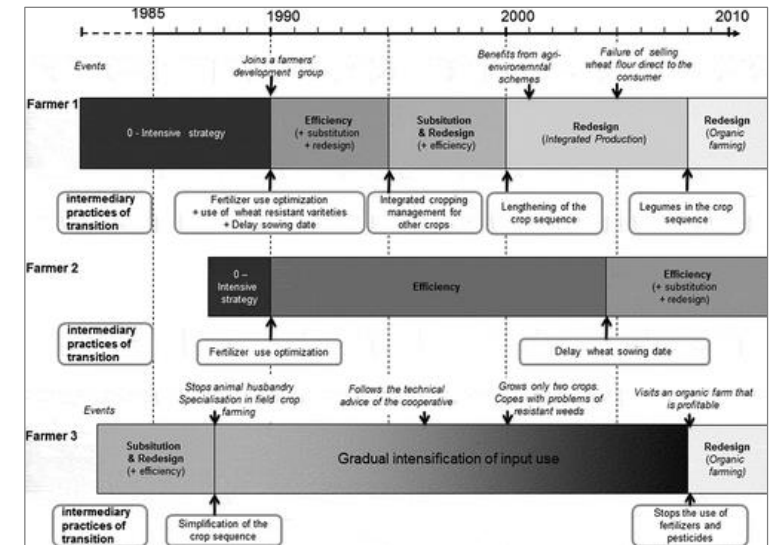 1985 1990 2000 2010
Events
Joins a farmers'
development group
Benefits from agri-
environemntal
schemes
Failure of selling
wheat flour direct to the
consumer
Farmer 1
0 - Intensive strategy
Efficiency
(+ substitution
+ redesign)
Subsitution
& Redesign
(+ efficiency)
Redesign
(Integrated Production)
Redesign
(Organic
farming)
intermediary
practices of
transition
Fertilizer use optimization
+ use of wheat resistant variteties
+ Delay sowing date
Integrated cropping
management for
other crops
Lengthening of the
crop sequence
Legumes in the crop
sequence
Farmer 2
0 –
Intensive
strategy
Efficiency
Efficiency
(+ substitution
+ redesign)
intermediary
practices of
transition
Fertilizer use optimization
Delay wheat sowing date
Events
Stops animal husbandry
Specialisation in field crop
farming
Follows the technical
advice of the cooperative
Grows only two crops.
Copes with problems of
resistant weeds
Visits an organic farm that
is profitable
Farmer 3
Subsitution
& Redesign
(+ efficiency)
Gradual intensification of input use
Redesign
(Organic
farming)
intermediary
practices of
transition
Simplification of the
crop sequence
Stops the use of
fertilizers and
pesticides